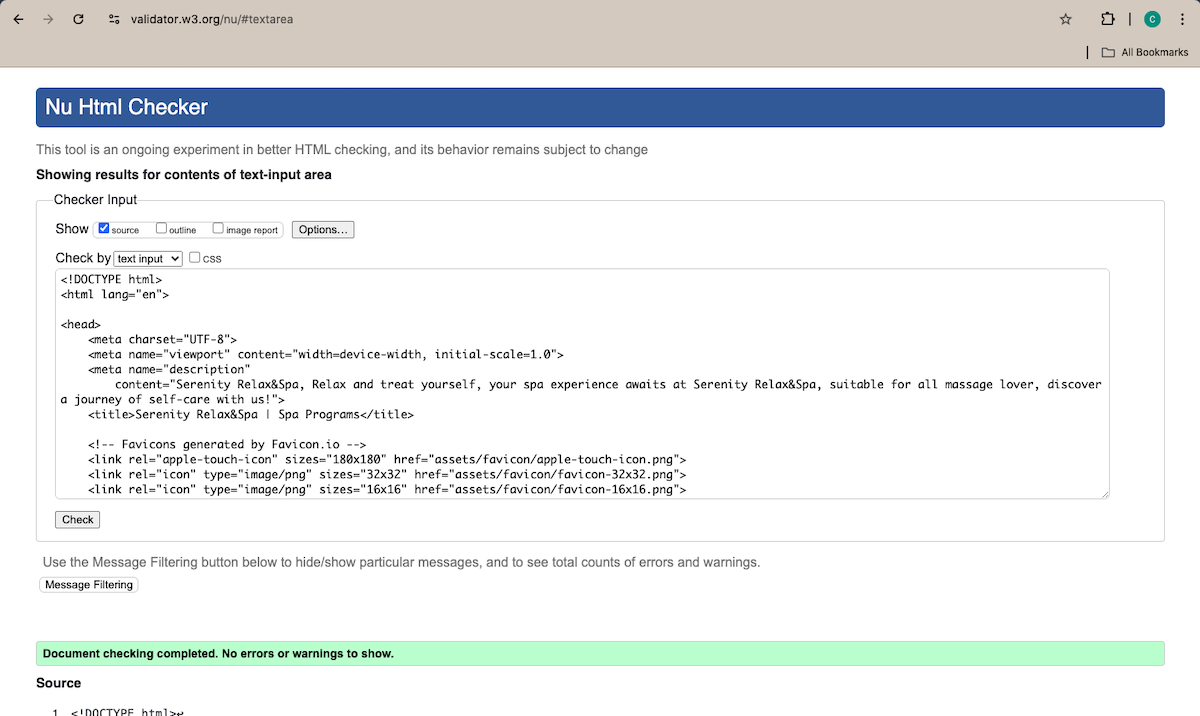 validator.w3.org/nu/#textarea
C
All Bookmarks
Nu Html Checker
This tool is an ongoing experiment in better HTML checking, and its behavior remains subject to change
Showing results for contents of text-input area
Checker Input
Show source outline image report Options...
Check by text input css
<!DOCTYPE html>
<html lang="en">
<head>
<meta charset="UTF-8">
<meta name="viewport" content="width=device-width, initial-scale=1.0">
<meta name="description"
content="Serenity Relax&Spa, Relax and treat yourself, your spa experience awaits at Serenity Relax&Spa, suitable for all massage lover, discover
a journey of self-care with us!">
<title>Serenity Relax&Spa | Spa Programs</title>
<!-- Favicons generated by Favicon.io -->
<link rel="apple-touch-icon" sizes="180x180" href="assets/favicon/apple-touch-icon.png">
<link rel="icon" type="image/png" sizes="32x32" href="assets/favicon/favicon-32x32.png">
<link rel="icon" type="image/png" sizes="16x16" href="assets/favicon/favicon-16x16.png">
Check
Use the Message Filtering button below to hide/show particular messages, and to see total counts of errors and warnings.
Message Filtering
Document checking completed. No errors or warnings to show.
Source
1. <!DOCTYPE html>↩